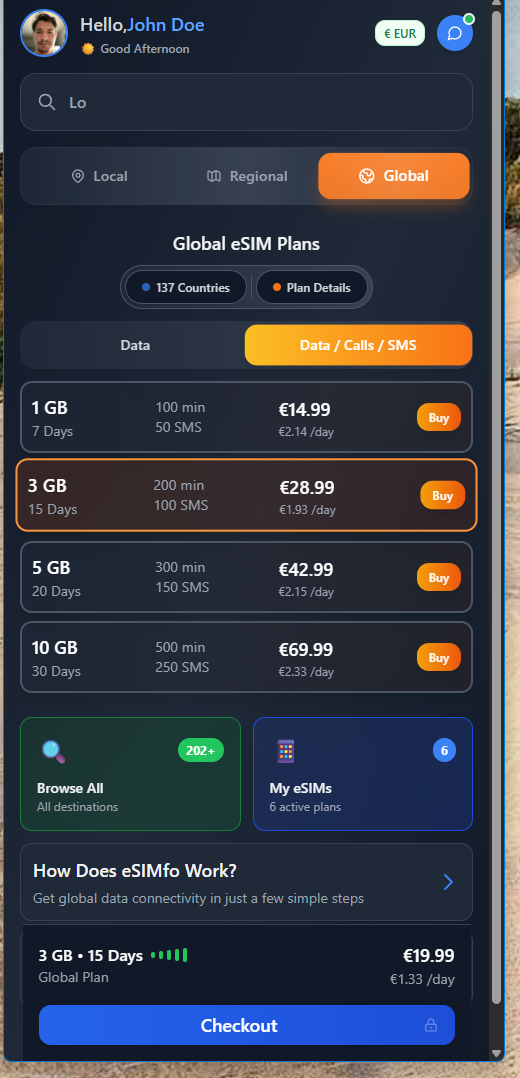 Hello,John Doe
Good Afternoon
€ EUR
Lo
Local
Regional
Global
Global eSIM Plans
137 Countries
Plan Details
Data
Data / Calls / SMS
1 GB
7 Days
100 min
50 SMS
€14.99
€2.14 /day
Buy
3 GB
15 Days
200 min
100 SMS
€28.99
€1.93 /day
Buy
5 GB
20 Days
300 min
150 SMS
€42.99
€2.15 /day
Buy
10 GB
30 Days
500 min
250 SMS
€69.99
€2.33 /day
Buy
202+
Browse All
All destinations
6
My eSIMs
6 active plans
How Does eSIMfo Work?
Get global data connectivity in just a few simple steps
3 GB • 15 Days
Global Plan
€19.99
€1.33 /day
Checkout